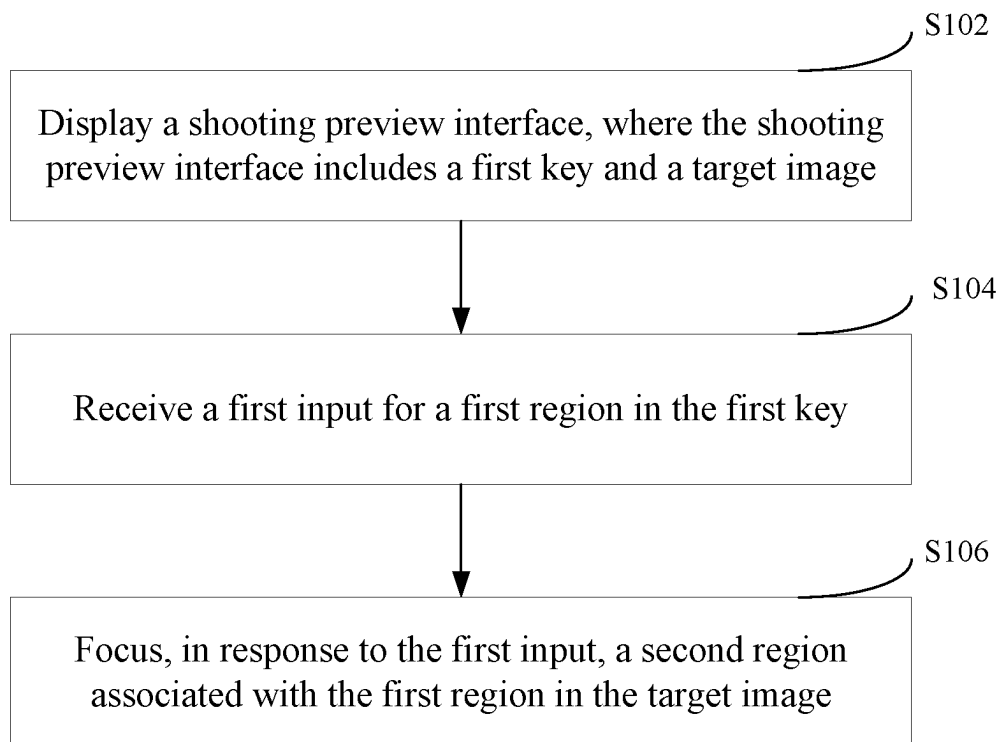 S102
Display a shooting preview interface, where the shooting
preview interface includes a first key and a target image
S104
Receive a first input for a first region in the first key
S106
Focus, in response to the first input, a second region
associated with the first region in the target image